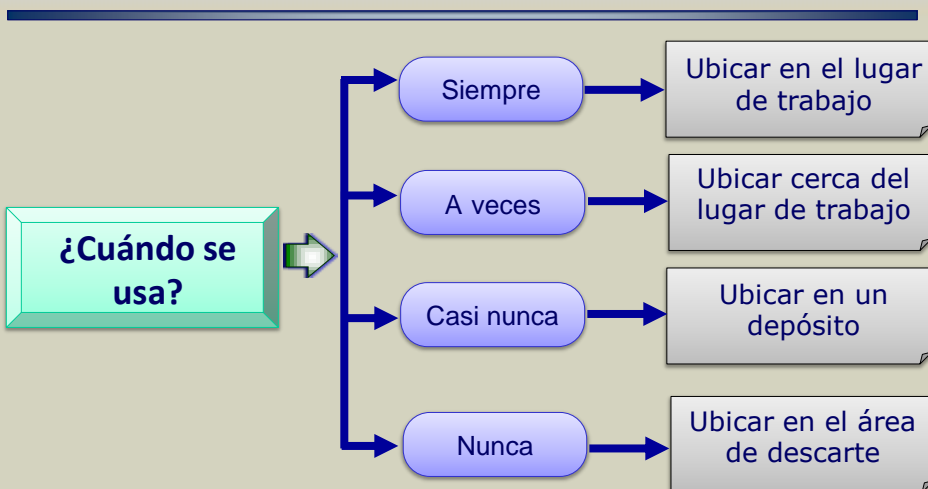 ¿Cuándo se
usa?
Siempre
Ubicar en el lugar
de trabajo
A veces
Ubicar cerca del
lugar de trabajo
Casi nunca
Ubicar en un
depósito
Nunca
Ubicar en el área
de descarte